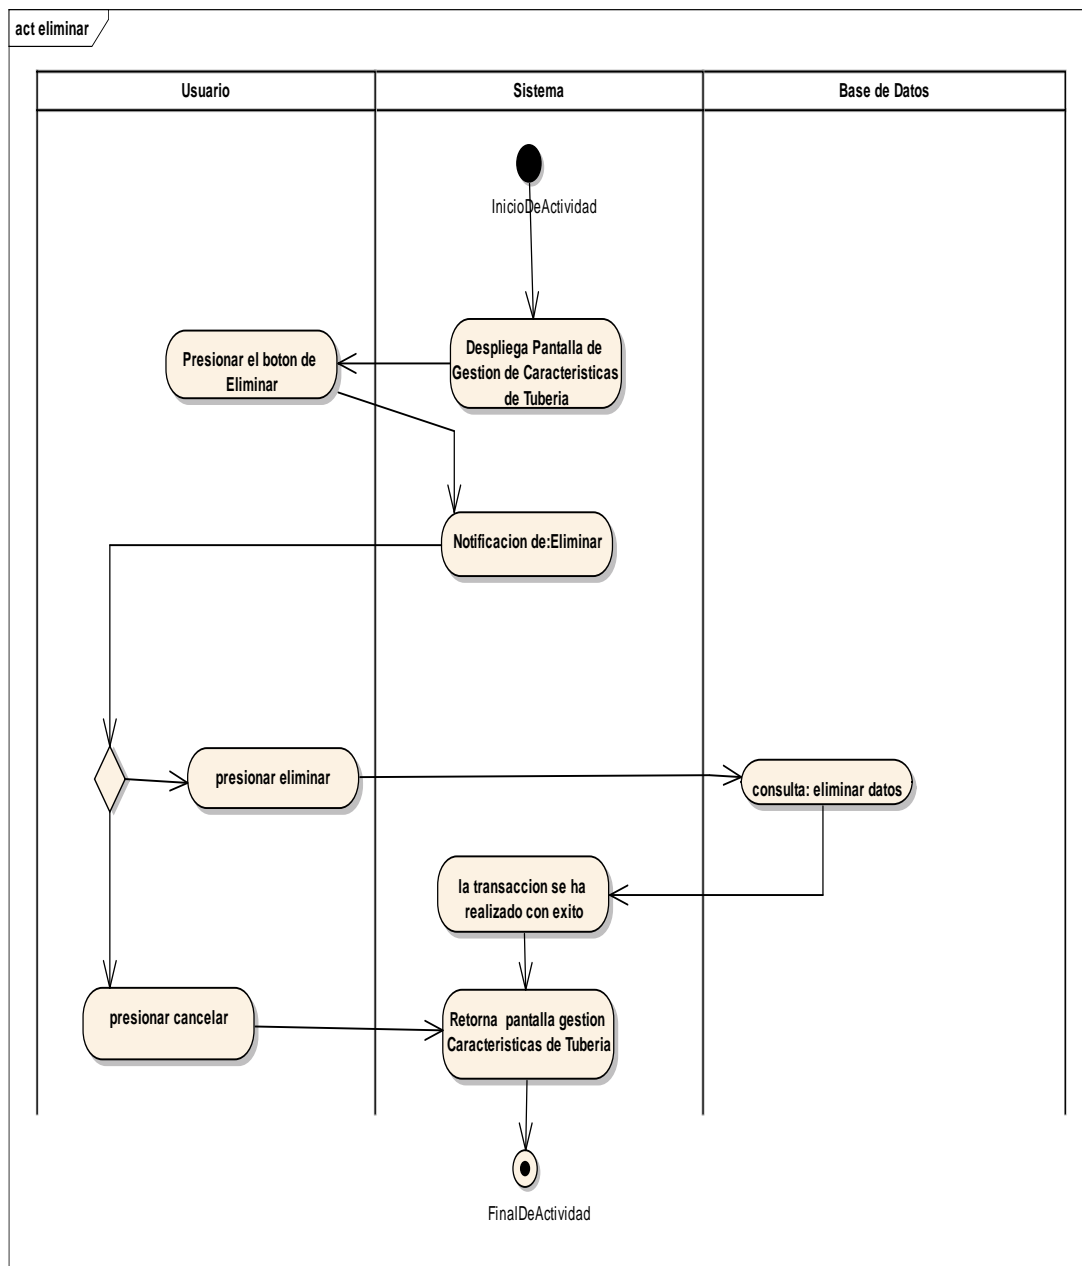 act eliminar
Usuario
Sistema
Base de Datos
InicioDeActividad
Despliega Pantalla de
Gestion de Caracteristicas
de Tuberia
Presionar el boton de
Eliminar
Notificacion de:Eliminar
presionar eliminar
consulta: eliminar datos
la transaccion se ha
realizado con exito
presionar cancelar
Retorna pantalla gestion
Caracteristicas de Tuberia
FinalDeActividad